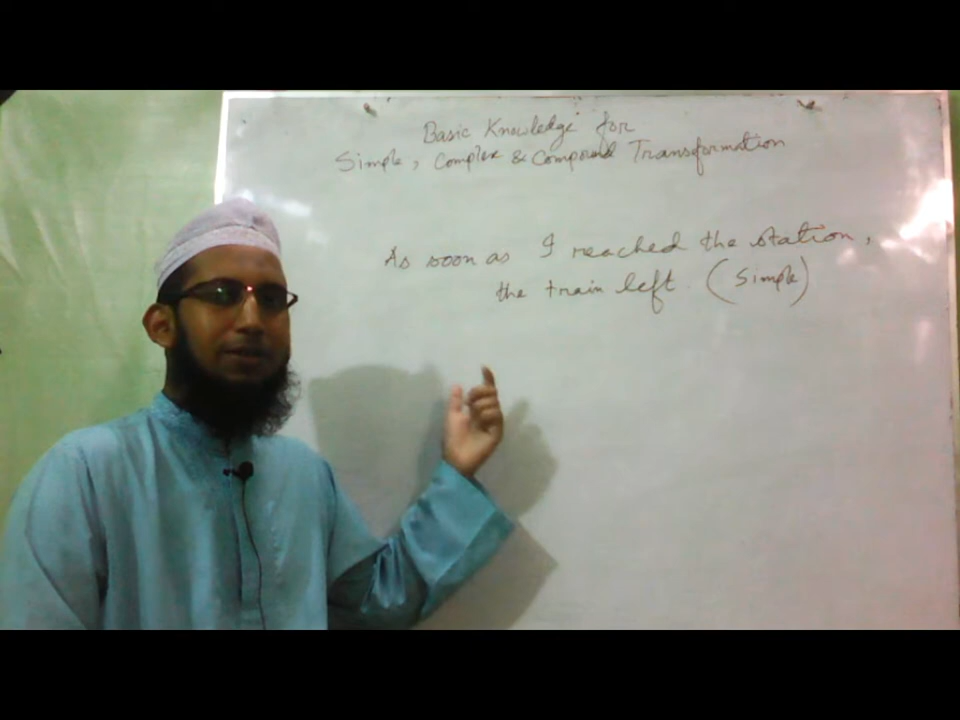 Basic Knowledge for
Simple, Complex & Compound Transformation
As soon as I reached the station,
the train left. (Simple)